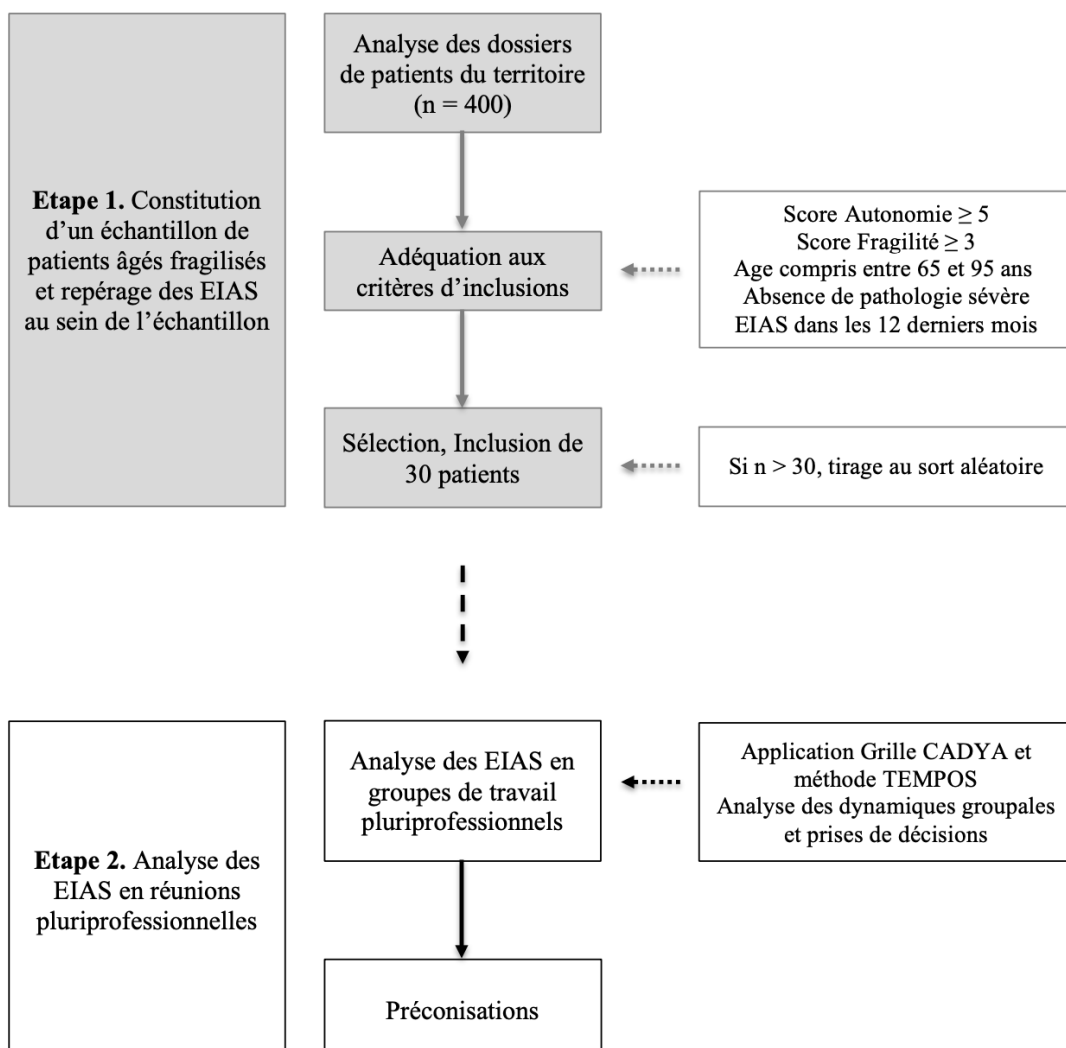 Analyse des dossiers
de patients du territoire
(n = 400)
Etape 1. Constitution
d’un échantillon de
patients âgés fragilisés
et repérage des EIAS
au sein de l’échantillon
Adéquation aux
critères d’inclusions
Score Autonomie ≥ 5
Score Fragilité ≥ 3
Age compris entre 65 et 95 ans
Absence de pathologie sévère
EIAS dans les 12 derniers mois
Sélection, Inclusion de
30 patients
Si n > 30, tirage au sort aléatoire
Etape 2. Analyse des
EIAS en réunions
pluriprofessionnelles
Analyse des EIAS en
groupes de travail
pluriprofessionnels
Application Grille CADYA et
méthode TEMPOS
Analyse des dynamiques groupales
et prises de décisions
Préconisations